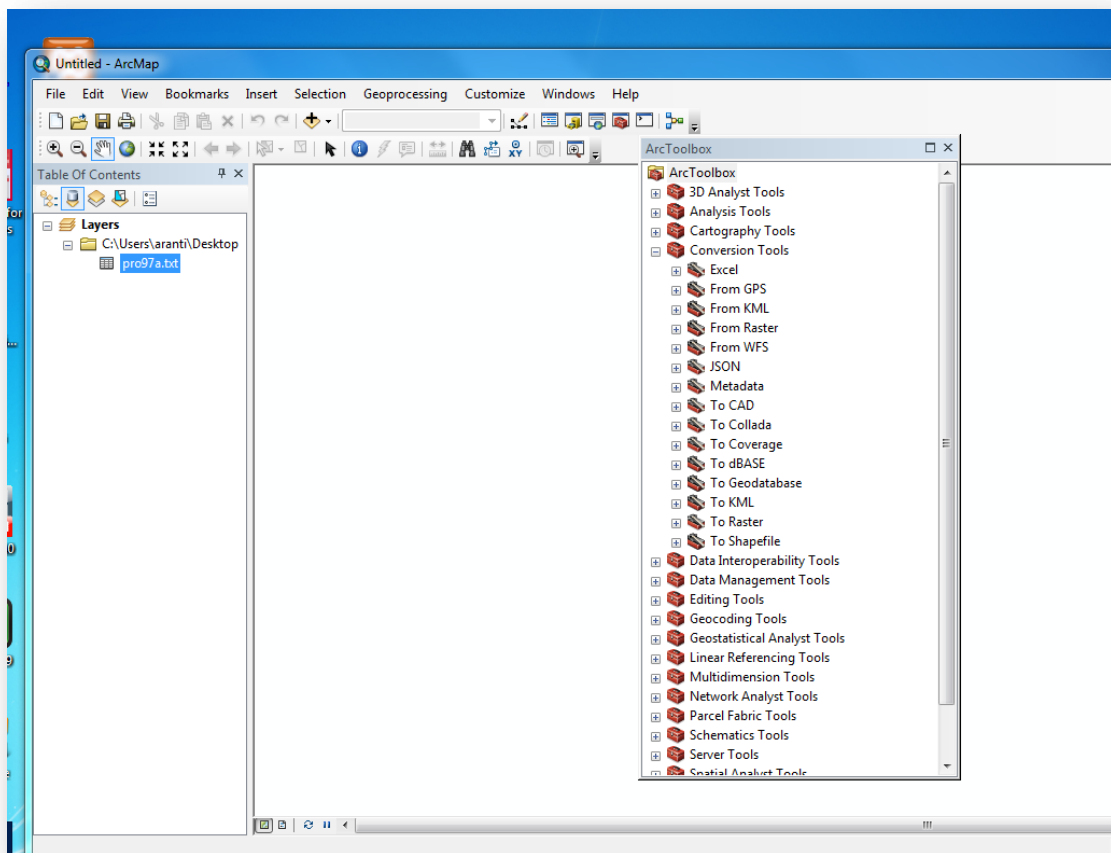 Untitled - ArcMap
File Edit View Bookmarks Insert Selection Geoprocessing Customize Windows Help
Table Of Contents
Layers
C:\Users\aranti\Desktop
pro97a.txt
ArcToolbox
ArcToolbox
3D Analyst Tools
Analysis Tools
Cartography Tools
Conversion Tools
Excel
From GPS
From KML
From Raster
From WFS
JSON
Metadata
To CAD
To Collada
To Coverage
To dBASE
To Geodatabase
To KML
To Raster
To Shapefile
Data Interoperability Tools
Data Management Tools
Editing Tools
Geocoding Tools
Geostatistical Analyst Tools
Linear Referencing Tools
Multidimension Tools
Network Analyst Tools
Parcel Fabric Tools
Schematics Tools
Server Tools
Spatial Analyst Tools
for
s